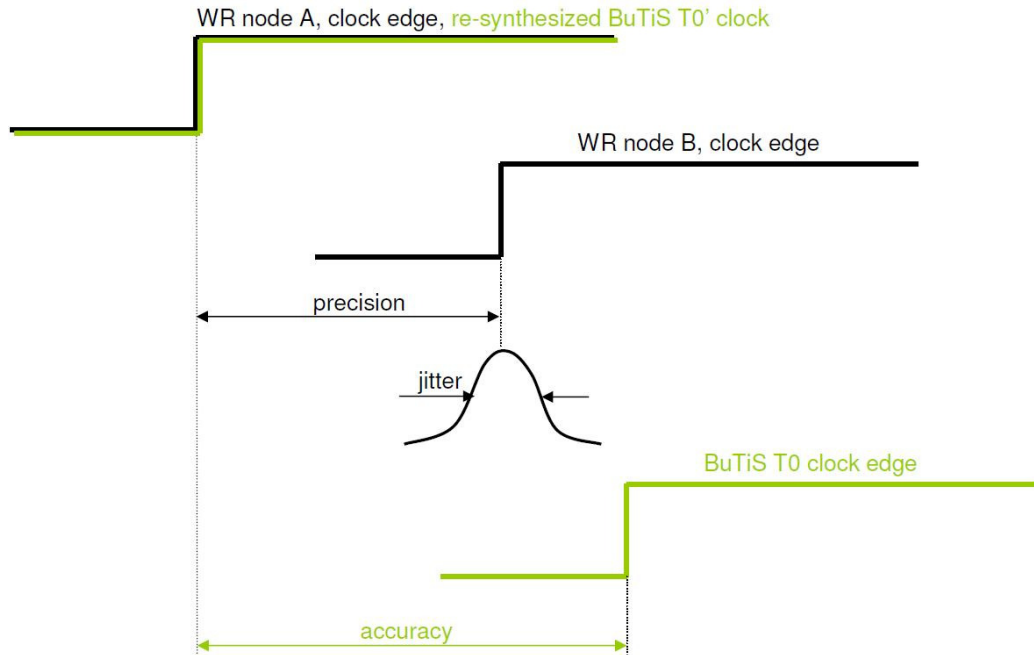 WR node A, clock edge, re-synthesized BuTiS T0' clock
WR node B, clock edge
precision
jitter
BuTiS T0 clock edge
accuracy